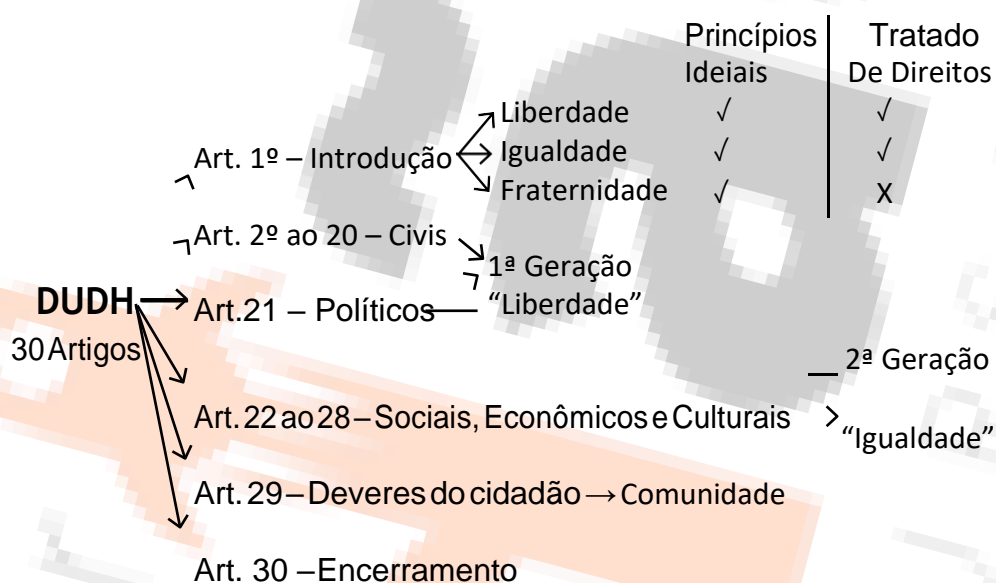 Princípios Tratado
Ideiais De Direitos
Liberdade √ √
Art. 1º – Introdução Igualdade √ √
Fraternidade √ X
Art. 2º ao 20 – Civis
1ª Geração
DUDH Art.21 – Políticos “Liberdade”
30 Artigos
2ª Geração
Art. 22 ao 28 – Sociais, Econômicos e Culturais
“Igualdade”
Art. 29 – Deveres do cidadão → Comunidade
Art. 30 – Encerramento